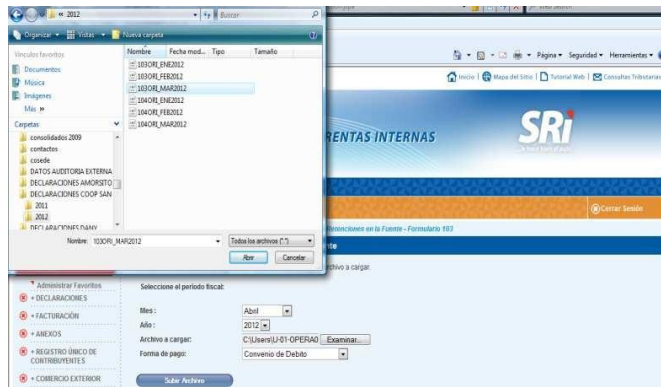 « 2012
Buscar
Organizar
Vistas
Nueva carpeta
Vínculos favoritos
Documentos
Música
Imágenes
Más »
Carpetas
consolidados 2009
contactos
cosede
DATOS AUDITORIA EXTERNA
DECLARACIONES AMORSITO
DECLARACIONES COOP SAN
2011
2012
DECLARACIONES DANY
Nombre Fecha mod... Tipo Tamaño
103ORI_ENE2012
103ORI_FEB2012
103ORI_MAR2012
104ORI_ENE2012
104ORI_FEB2012
104ORI_MAR2012
Nombre: 103ORI_MAR2012
Todos los archivos (*.*)
Abrir Cancelar
Página Seguridad Herramientas
Inicio | Mapa del Sitio | Tutorial Web | Consultas Tributarias
RENTAS INTERNAS
SRi
Cerrar Sesión
Retenciones en la Fuente - Formulario 103
nte
archivo a cargar.
Administrar Favoritos
+ DECLARACIONES
+ FACTURACIÓN
+ ANEXOS
+ REGISTRO ÚNICO DE CONTRIBUYENTES
+ COMERCIO EXTERIOR
Seleccione el periodo fiscal:
Mes : Abril
Año : 2012
Archivo a cargar: C:\Users\U-01-OPERAO Examinar...
Forma de pago: Convenio de Debito
Subir Archivo